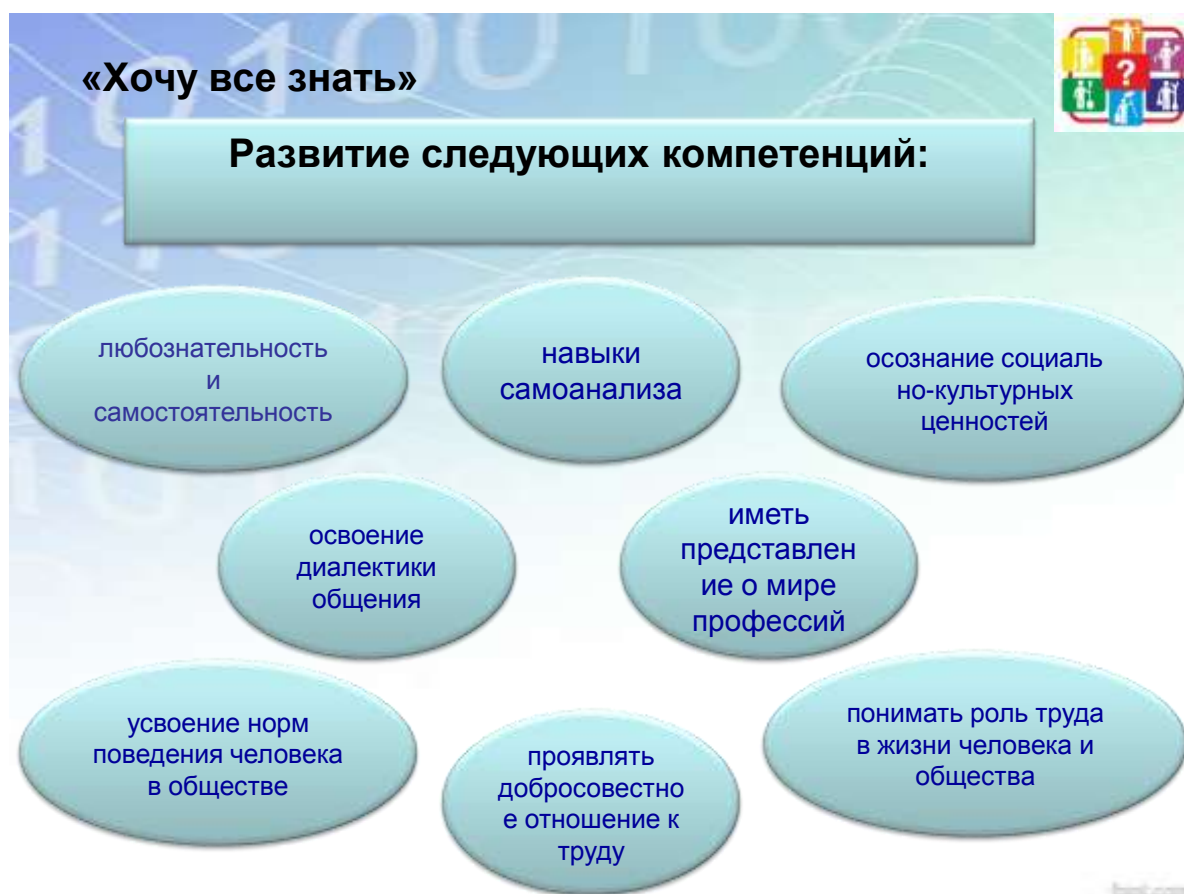 «Хочу все знать»
?
Развитие следующих компетенций:
любознательность
и
самостоятельность
навыки
самоанализа
осознание социаль
но-культурных
ценностей
освоение
диалектики
общения
иметь
представлен
ие о мире
профессий
усвоение норм
поведения человека
в обществе
проявлять
добросовестно
е отношение к
труду
понимать роль труда
в жизни человека и
общества